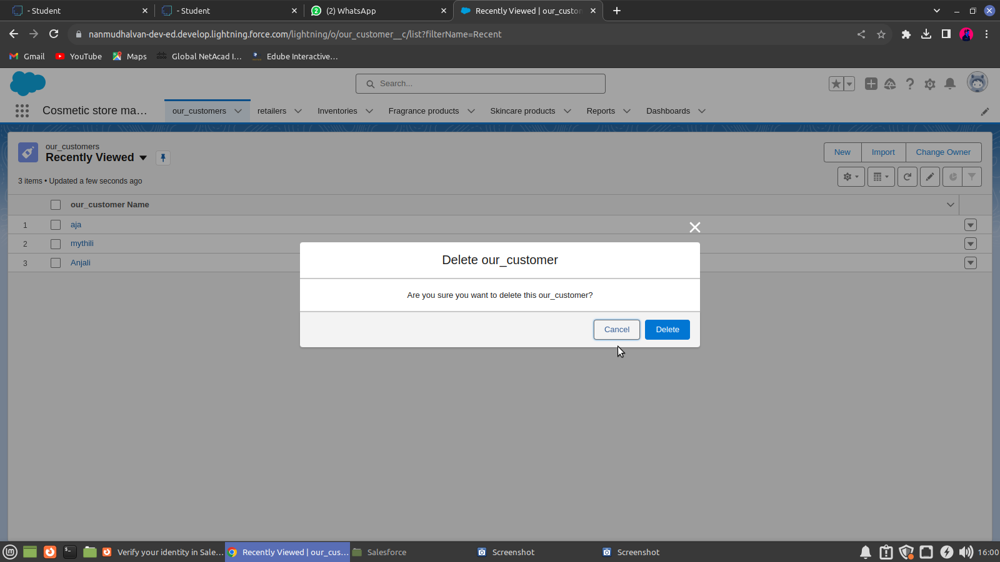 - Student
- Student
(2) WhatsApp
Recently Viewed | our_custon
nanmudhalvan-dev-ed.develop.lightning.force.com/lightning/o/our_customer__c/list?filterName=Recent
Gmail
YouTube
Maps
Global NetAcad I...
Edube Interactive...
Search...
Cosmetic store ma...
our_customers
retailers
Inventories
Fragrance products
Skincare products
Reports
Dashboards
our_customers
Recently Viewed
New
Import
Change Owner
3 items • Updated a few seconds ago
our_customer Name
1 aja
2 mythili
3 Anjali
Delete our_customer
Are you sure you want to delete this our_customer?
Cancel
Delete
Verify your identity in Sale...
Recently Viewed | our_cus...
Salesforce
Screenshot
Screenshot
16:00